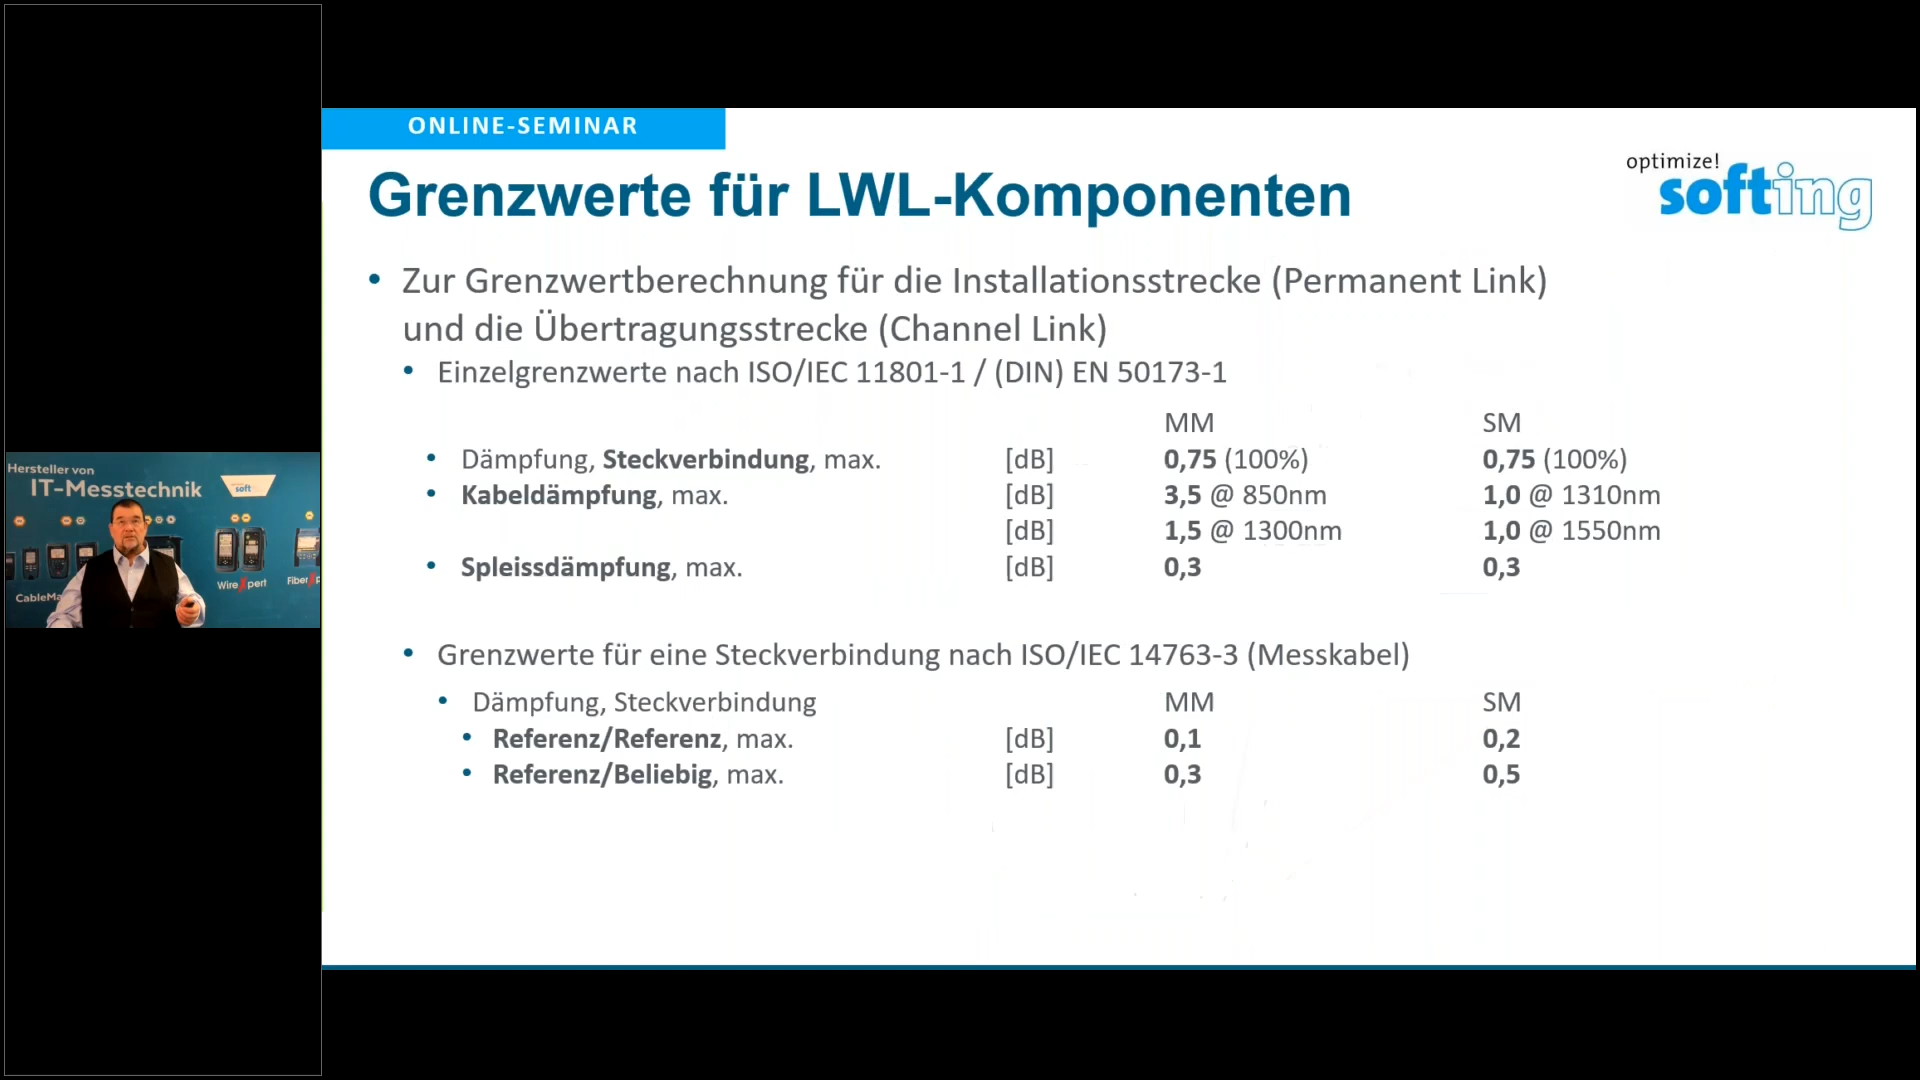 ONLINE-SEMINAR
optimize!
softing
Grenzwerte für LWL-Komponenten
• Zur Grenzwertberechnung für die Installationsstrecke (Permanent Link)
und die Übertragungsstrecke (Channel Link)
• Einzelgrenzwerte nach ISO/IEC 11801-1 / (DIN) EN 50173-1
MM SM
• Dämpfung, Steckverbindung, max. [dB] 0,75 (100%) 0,75 (100%)
• Kabeldämpfung, max. [dB] 3,5 @ 850nm 1,0 @ 1310nm
[dB] 1,5 @ 1300nm 1,0 @ 1550nm
• Spleissdämpfung, max. [dB] 0,3 0,3
• Grenzwerte für eine Steckverbindung nach ISO/IEC 14763-3 (Messkabel)
• Dämpfung, Steckverbindung MM SM
• Referenz/Referenz, max. [dB] 0,1 0,2
• Referenz/Beliebig, max. [dB] 0,3 0,5
Hersteller von
IT-Messtechnik
soft
WireXpert
CableMa